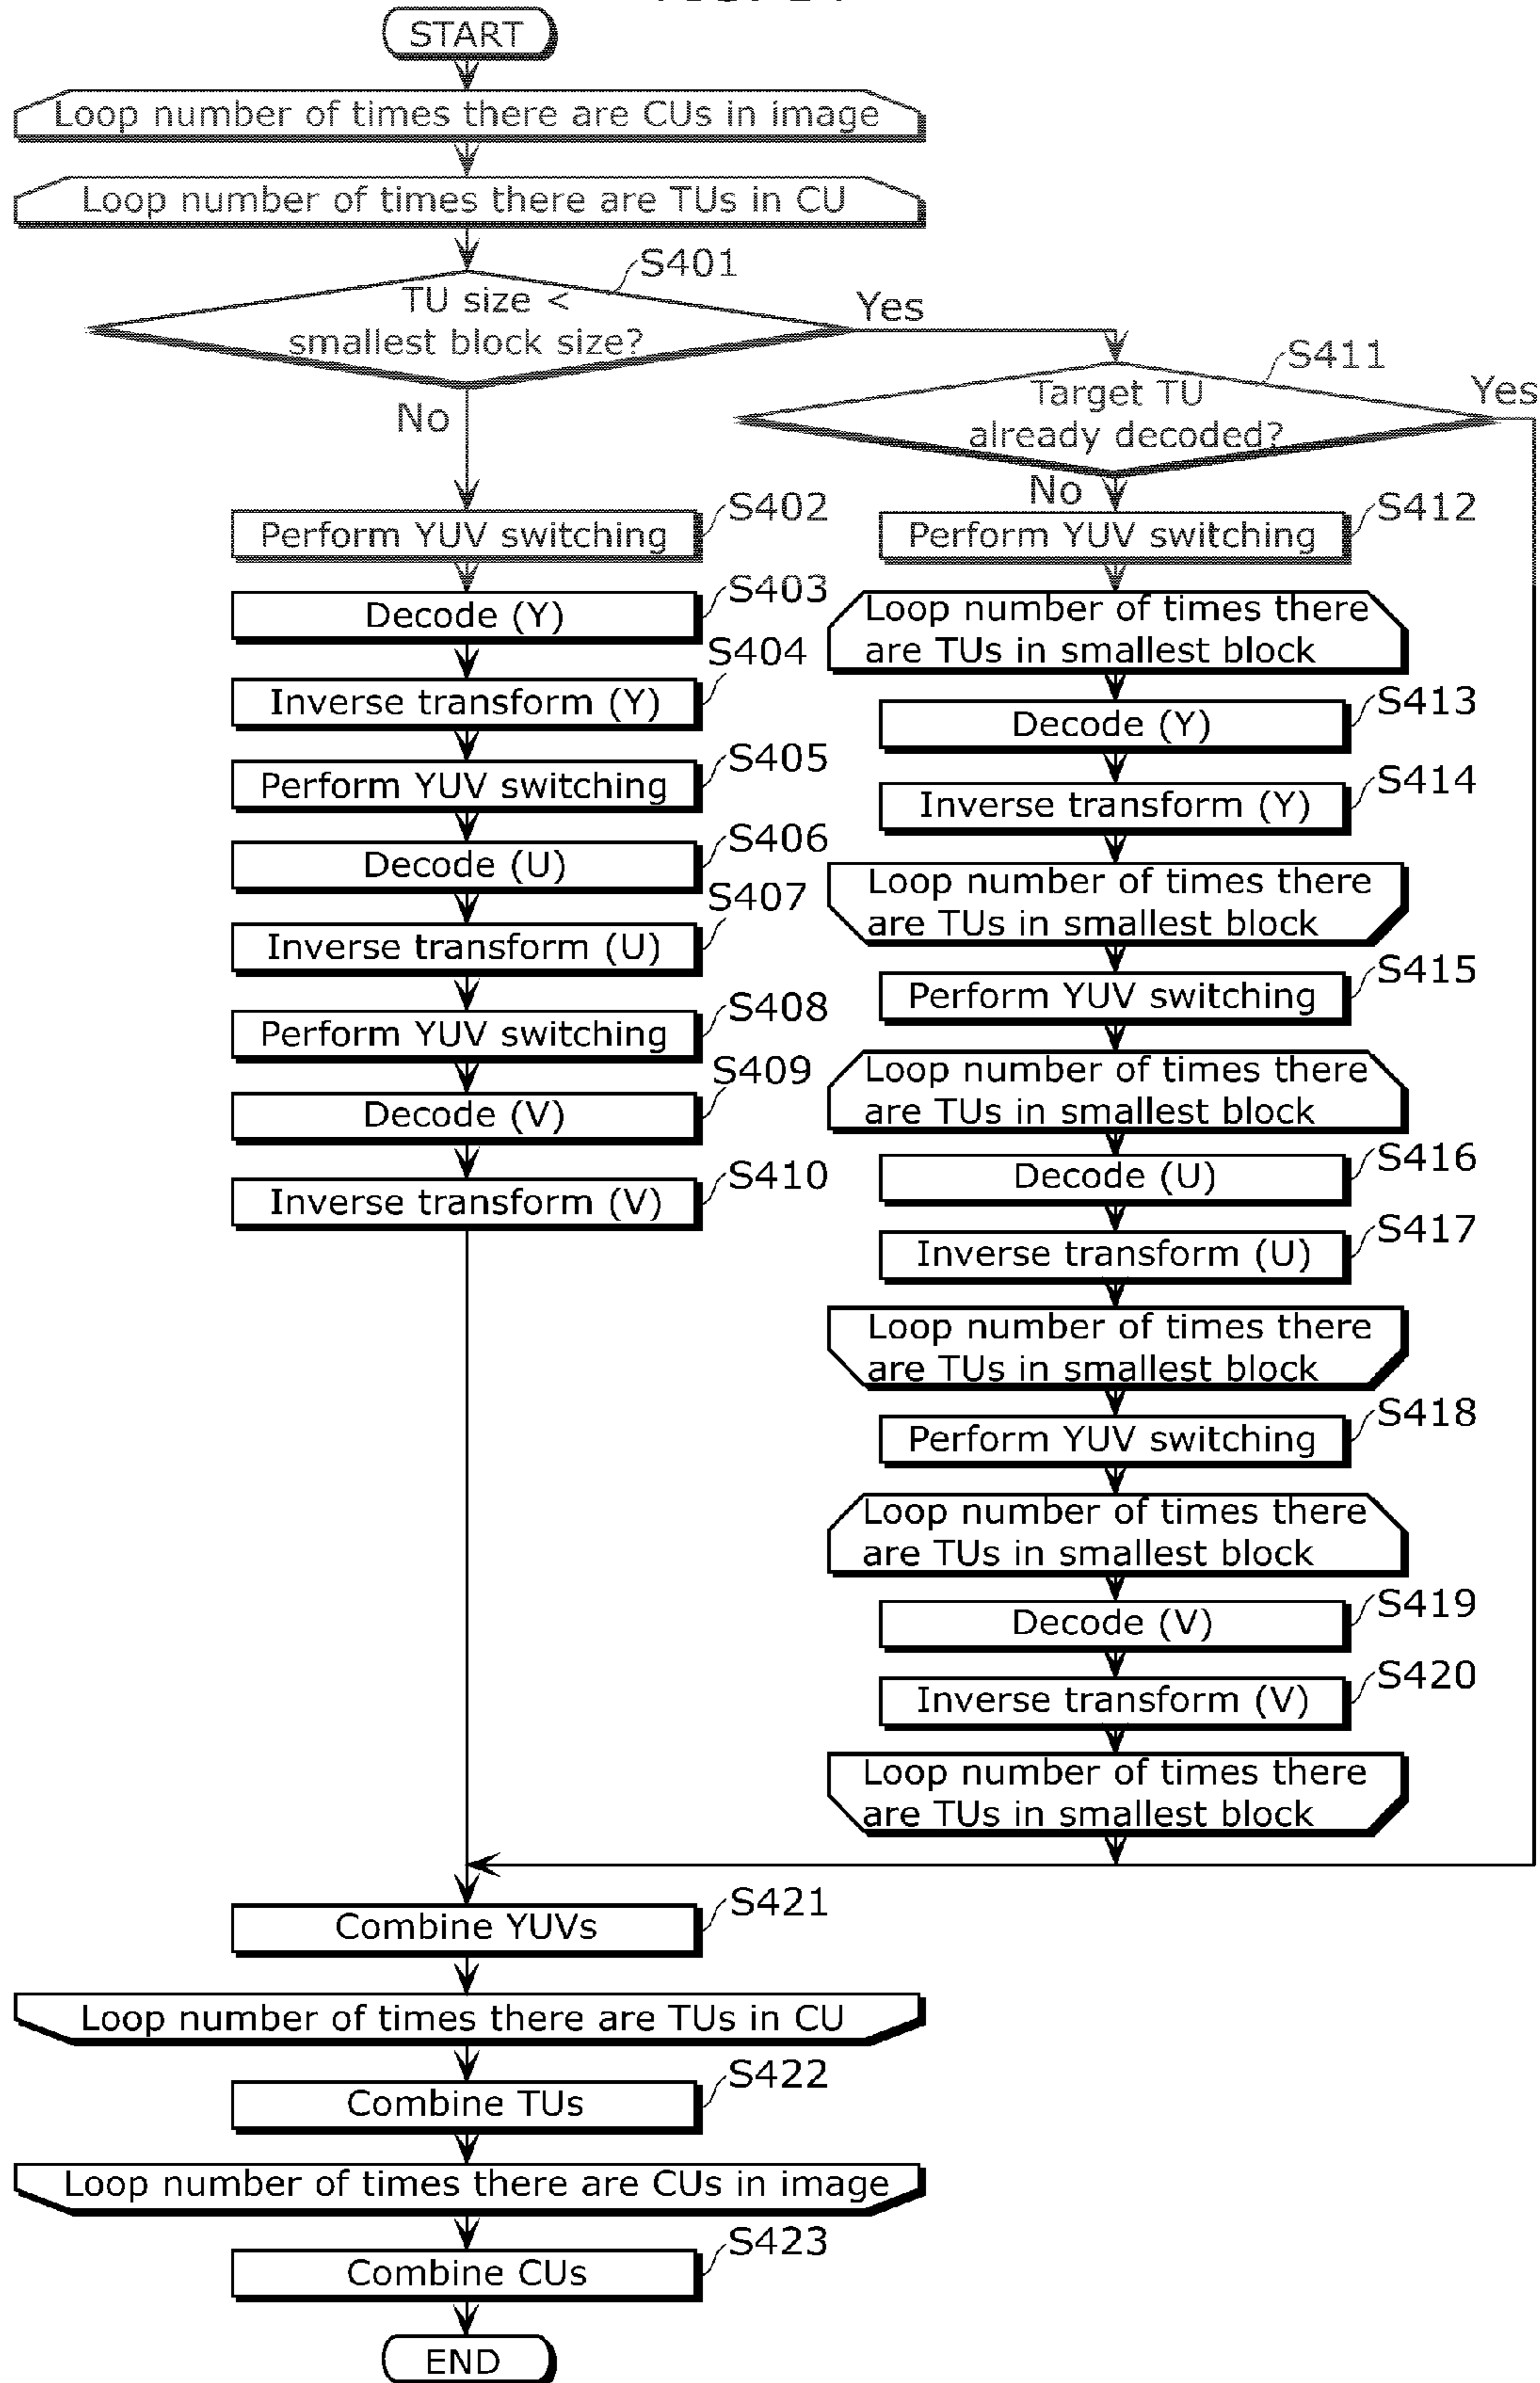 START
Loop number of times there are CUs in image
Loop number of times there are TUs in CU
S401
TU size <
smallest block size?
Yes
No
S411
Target TU
already decoded?
Yes
No
S402
Perform YUV switching
S403
Decode (Y)
S404
Inverse transform (Y)
S405
Perform YUV switching
S406
Decode (U)
S407
Inverse transform (U)
S408
Perform YUV switching
S409
Decode (V)
S410
Inverse transform (V)
S412
Perform YUV switching
Loop number of times there
are TUs in smallest block
S413
Decode (Y)
S414
Inverse transform (Y)
Loop number of times there
are TUs in smallest block
S415
Perform YUV switching
Loop number of times there
are TUs in smallest block
S416
Decode (U)
S417
Inverse transform (U)
Loop number of times there
are TUs in smallest block
S418
Perform YUV switching
Loop number of times there
are TUs in smallest block
S419
Decode (V)
S420
Inverse transform (V)
Loop number of times there
are TUs in smallest block
S421
Combine YUVs
Loop number of times there are TUs in CU
S422
Combine TUs
Loop number of times there are CUs in image
S423
Combine CUs
END